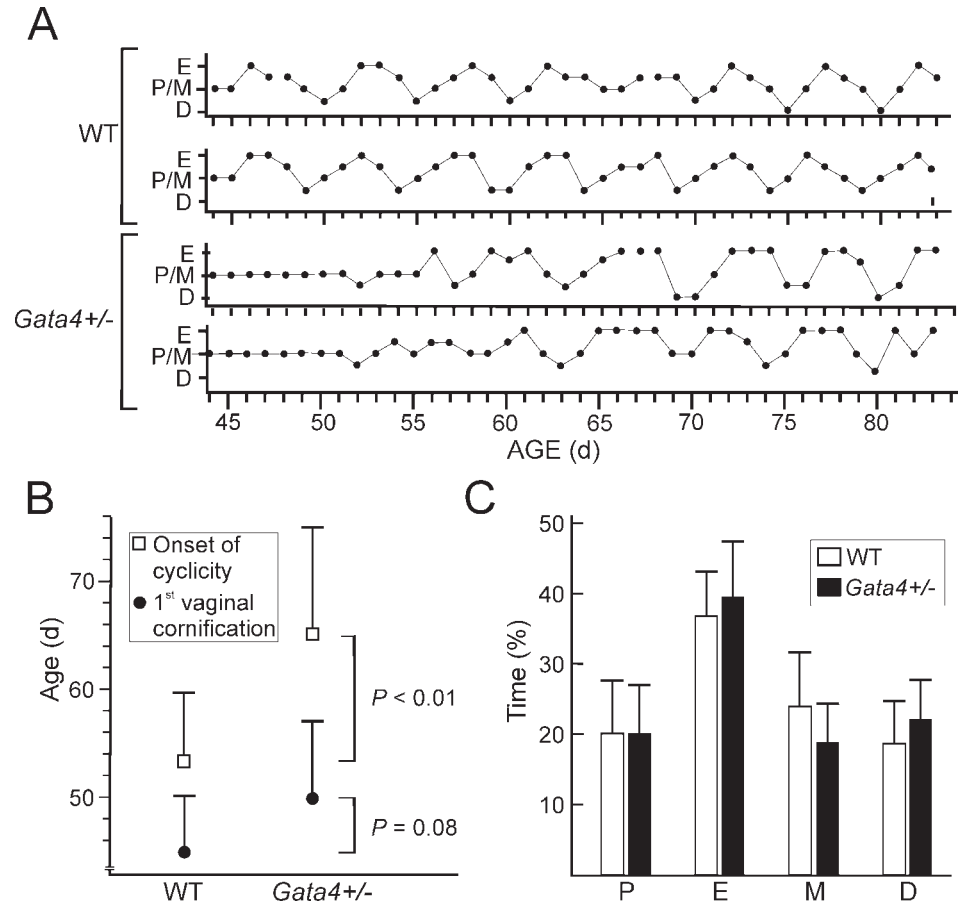 A
WT
E
P/M
D
E
P/M
D
Gata4+/-
E
P/M
D
E
P/M
D
45 50 55 60 65 70 75 80
AGE (d)
B
Age (d)
70
60
50
□ Onset of
cyclicity
● 1st vaginal
cornification
P < 0.01
P = 0.08
WT Gata4+/-
C
Time (%)
50
40
30
20
10
WT
Gata4+/-
P E M D